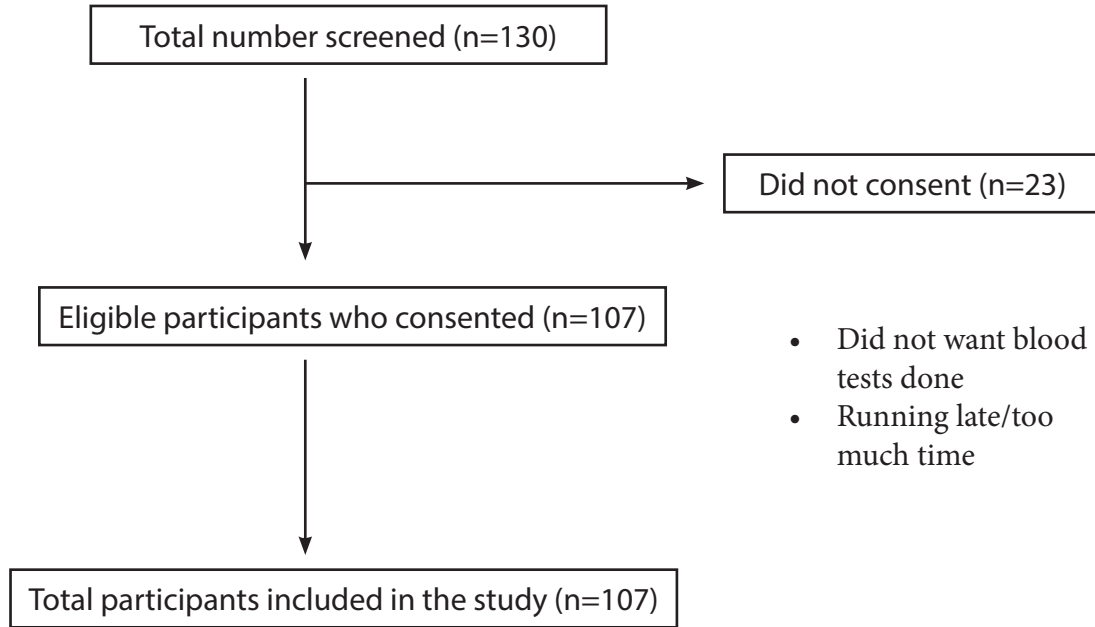 Total number screened (n=130)
Did not consent (n=23)
Eligible participants who consented (n=107)
• Did not want blood
tests done
• Running late/too
much time
Total participants included in the study (n=107)